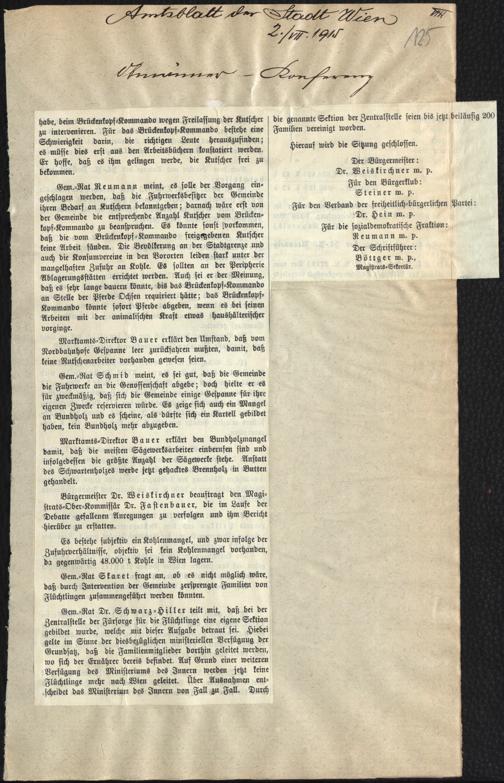 Amtsblatt der Stadt Wien
2./VII. 1915
125
Obmänner - Konferenz
habe, beim Brückenkopf-Kommando wegen Freilassung der Kutscher
zu intervenieren. Für das Brückenkopf-Kommando bestehe eine
Schwierigkeit darin, die richtigen Leute herauszufinden;
es müsse dies erst aus den Arbeitsbüchern konstatiert werden.
Er hoffe, daß es ihm gelingen werde, die Kutscher frei zu
bekommen.
Gem.-Rat Neumann meint, es solle der Vorgang ein-
geschlagen werden, daß die Fuhrwerksbesitzer der Gemeinde
ihren Bedarf an Kutschern bekanntgeben; darnach wäre erst von
der Gemeinde die entsprechende Anzahl Kutscher vom Brücken-
kopf-Kommando zu beanspruchen. Es könnte sonst vorkommen,
daß die vom Brückenkopf-Kommando freigegebenen Kutscher
keine Arbeit fänden. Die Bevölkerung an der Stadtgrenze und
auch die Konsumvereine in den Vororten leiden stark unter der
mangelhaften Zufuhr an Kohle. Es sollten an der Peripherie
Ablagerungsstätten errichtet werden. Auch sei er der Meinung,
daß es sehr lange dauern könnte, bis das Brückenkopf-Kommando
an Stelle der Pferde Ochsen requiriert hätte; das Brückenkopf-
Kommando könnte sofort Pferde abgeben, wenn es bei seinen
Arbeiten mit der animalischen Kraft etwas haushälterischer
vorginge.
Marktamts-Direktor Bauer erklärt den Umstand, daß vom
Nordbahnhofe Gespanne leer zurückfahren mußten, damit, daß
keine Rutschenarbeiter vorhanden gewesen seien.
Gem.-Rat Schmid meint, es sei gut, daß die Gemeinde
die Fuhrwerke an die Genossenschaft abgebe; doch hielte er es
für zweckmäßig, daß sich die Gemeinde einige Gespanne für ihre
eigenen Zwecke reservieren würde. Es zeige sich auch ein Mangel
an Bundholz und es scheine, als dürfte sich ein Kartell gebildet
haben, kein Bundholz mehr abzugeben.
Marktamts-Direktor Bauer erklärt den Bundholzmangel
damit, daß die meisten Sägewerksarbeiter einberufen sind und
infolgedessen die größte Anzahl der Sägewerke stehe. Anstatt
des Schwartenholzes werde jetzt gehacktes Brennholz in Butten
gehandelt.
Bürgermeister Dr. Weiskirchner beauftragt den Magi-
strats-Ober-Kommissär Dr. Fastenbauer, die im Laufe der
Debatte gefallenen Anregungen zu verfolgen und ihm Bericht
hierüber zu erstatten.
Es bestehe subjektiv ein Kohlenmangel, und zwar infolge der
Zufuhrverhältnisse, objektiv sei kein Kohlenmangel vorhanden,
da gegenwärtig 48.000 t Kohle in Wien lagern.
Gem.-Rat Skaret fragt an, ob es nicht möglich wäre,
daß durch Intervention der Gemeinde zersprengte Familien von
Flüchtlingen zusammengeführt werden könnten.
Gem.-Rat Dr. Schwarz-Hiller teilt mit, daß bei der
Zentralstelle der Fürsorge für die Flüchtlinge eine eigene Sektion
gebildet wurde, welche mit dieser Aufgabe betraut sei. Hiebei
gelte im Sinne der diesbezüglichen ministeriellen Verfügung der
Grundsatz, daß die Familienmitglieder dorthin geleitet werden,
wo sich der Ernährer bereits befindet. Auf Grund einer weiteren
Verfügung des Ministeriums des Innern werden jetzt keine
Flüchtlinge mehr nach Wien geleitet. Über Ausnahmen ent-
scheidet das Ministerium des Innern von Fall zu Fall. Durch
die genannte Sektion der Zentralstelle seien bis jetzt beiläufig 200
Familien vereinigt worden.
Hierauf wird die Sitzung geschlossen.
Der Bürgermeister:
Dr. Weiskirchner m. p.
Für den Bürgerklub:
Steiner m. p.
Für den Verband der freiheitlich-bürgerlichen Partei:
Dr. Hein m. p.
Für die sozialdemokratische Fraktion:
Neumann m. p.
Der Schriftführer:
Böttger m. p.,
Magistrats-Sekretär.